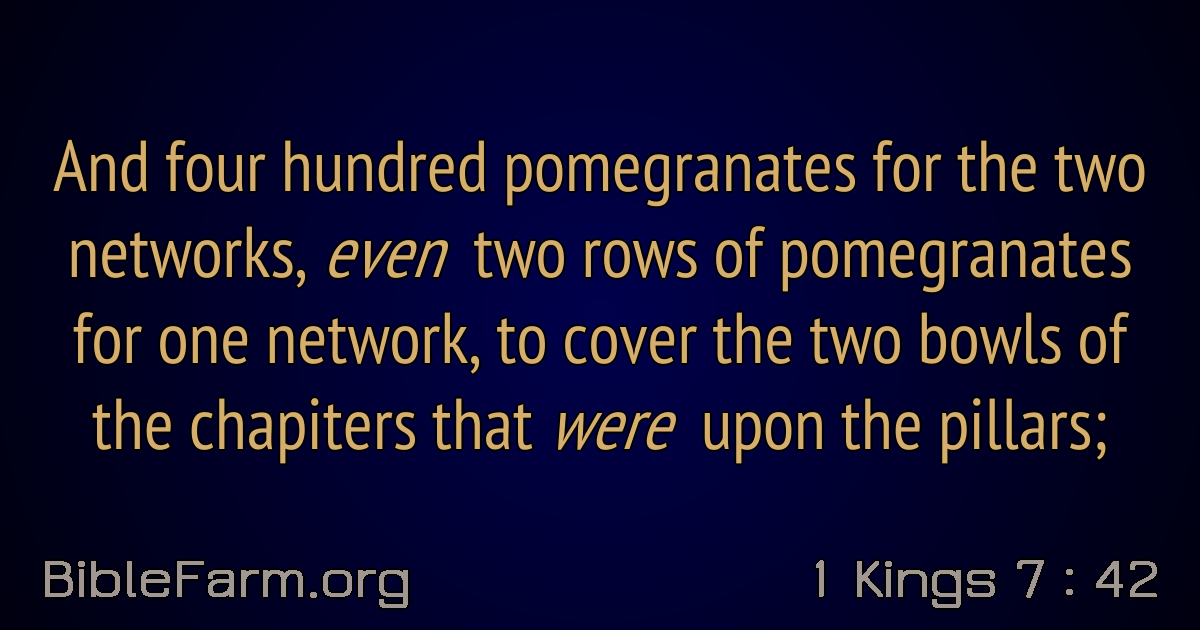 And four hundred pomegranates for the two
networks, even two rows of pomegranates
for one network, to cover the two bowls of
the chapiters that were upon the pillars;
BibleFarm.org
1 Kings 7 : 42